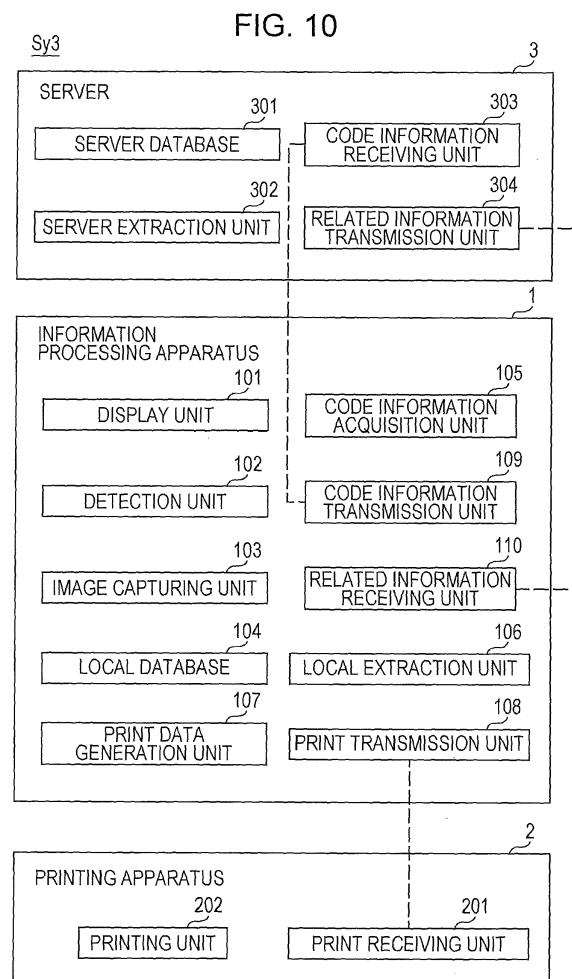 FIG. 10
Sy3
3
SERVER
301
SERVER DATABASE
303
CODE INFORMATION
RECEIVING UNIT
302
SERVER EXTRACTION UNIT
304
RELATED INFORMATION
TRANSMISSION UNIT
1
INFORMATION
PROCESSING APPARATUS
101
DISPLAY UNIT
105
CODE INFORMATION
ACQUISITION UNIT
102
DETECTION UNIT
109
CODE INFORMATION
TRANSMISSION UNIT
103
IMAGE CAPTURING UNIT
110
RELATED INFORMATION
RECEIVING UNIT
104
LOCAL DATABASE
106
LOCAL EXTRACTION UNIT
107
PRINT DATA
GENERATION UNIT
108
PRINT TRANSMISSION UNIT
2
PRINTING APPARATUS
202
PRINTING UNIT
201
PRINT RECEIVING UNIT